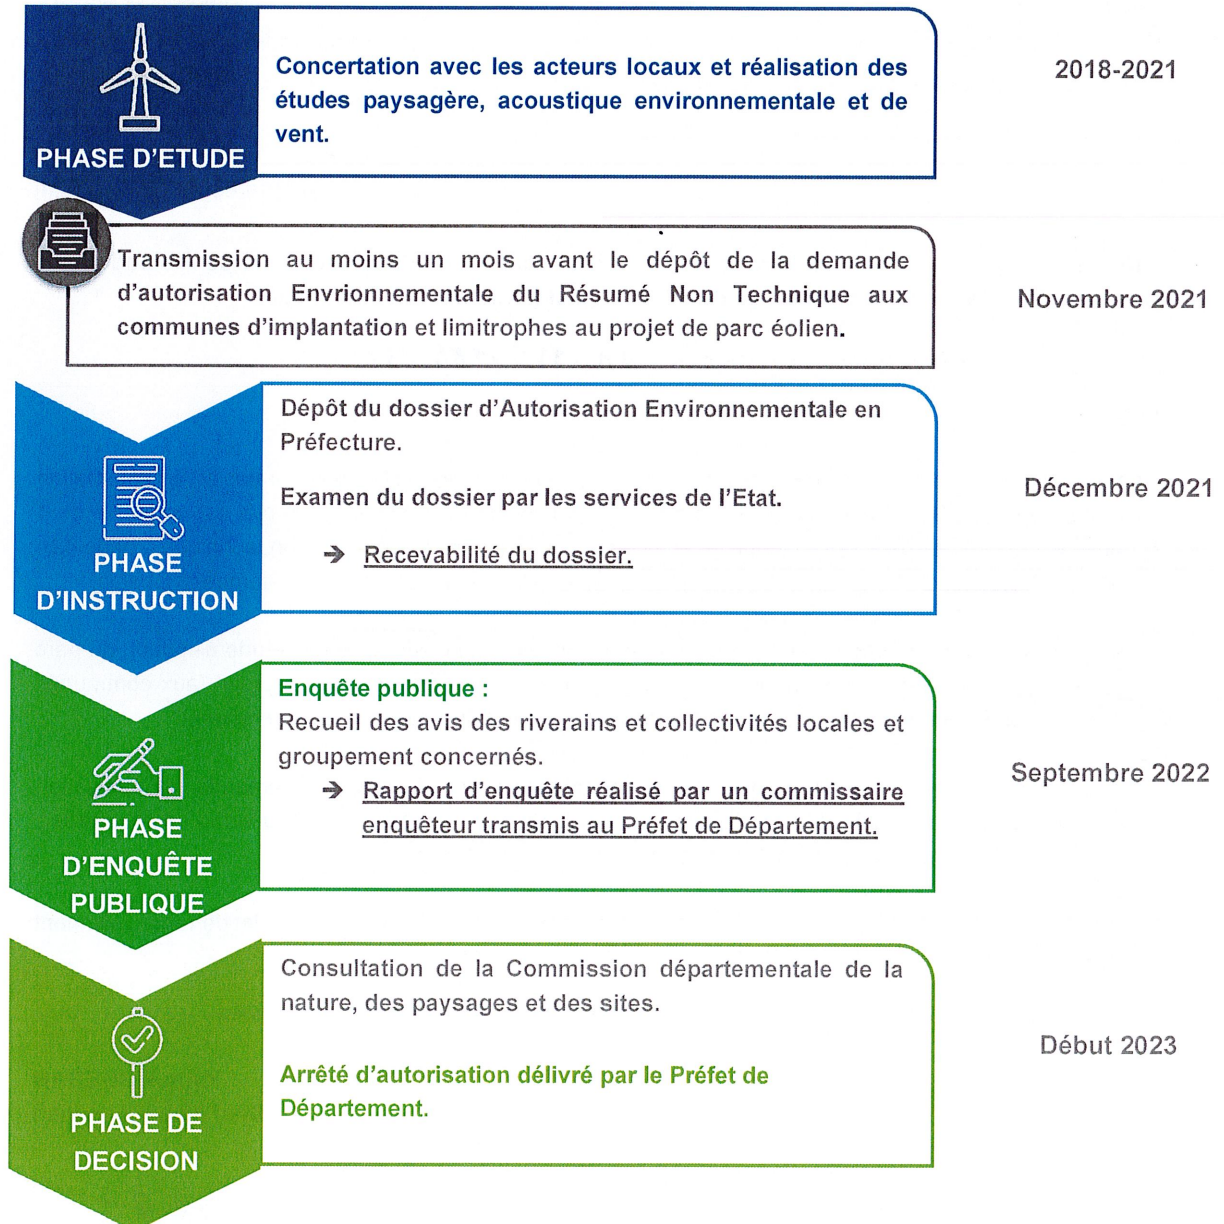 PHASE D'ETUDE
Concertation avec les acteurs locaux et réalisation des
études paysagère, acoustique environnementale et de
vent.
2018-2021
Transmission au moins un mois avant le dépôt de la demande
d'autorisation Envrionnementale du Résumé Non Technique aux
communes d'implantation et limitrophes au projet de parc éolien.
Novembre 2021
PHASE
D'INSTRUCTION
Dépôt du dossier d'Autorisation Environnementale en
Préfecture.
Examen du dossier par les services de l'Etat.
→ Recevabilité du dossier.
Décembre 2021
PHASE
D'ENQUÊTE
PUBLIQUE
Enquête publique :
Recueil des avis des riverains et collectivités locales et
groupement concernés.
→ Rapport d'enquête réalisé par un commissaire
enquêteur transmis au Préfet de Département.
Septembre 2022
PHASE DE
DECISION
Consultation de la Commission départementale de la
nature, des paysages et des sites.
Arrêté d'autorisation délivré par le Préfet de
Département.
Début 2023